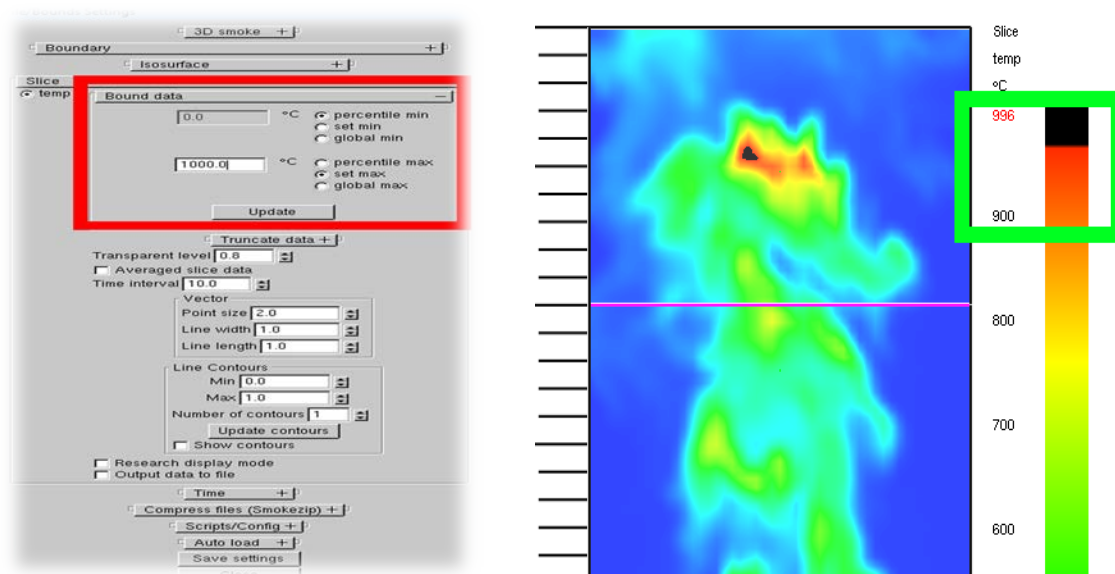 3D smoke +
Boundary +
Isosurface +
Slice
temp
Bound data −
0.0 °C percentile min
set min
global min
1000.0 °C percentile max
set max
global max
Update
Truncate data +
Transparent level 0.8
Averaged slice data
Time interval 10.0
Vector
Point size 2.0
Line width 1.0
Line length 1.0
Line Contours
Min 0.0
Max 1.0
Number of contours 1
Update contours
Show contours
Research display mode
Output data to file
Time +
Compress files (Smokezip) +
Scripts/Config +
Auto load +
Save settings
Slice
temp
°C
996
900
800
700
600